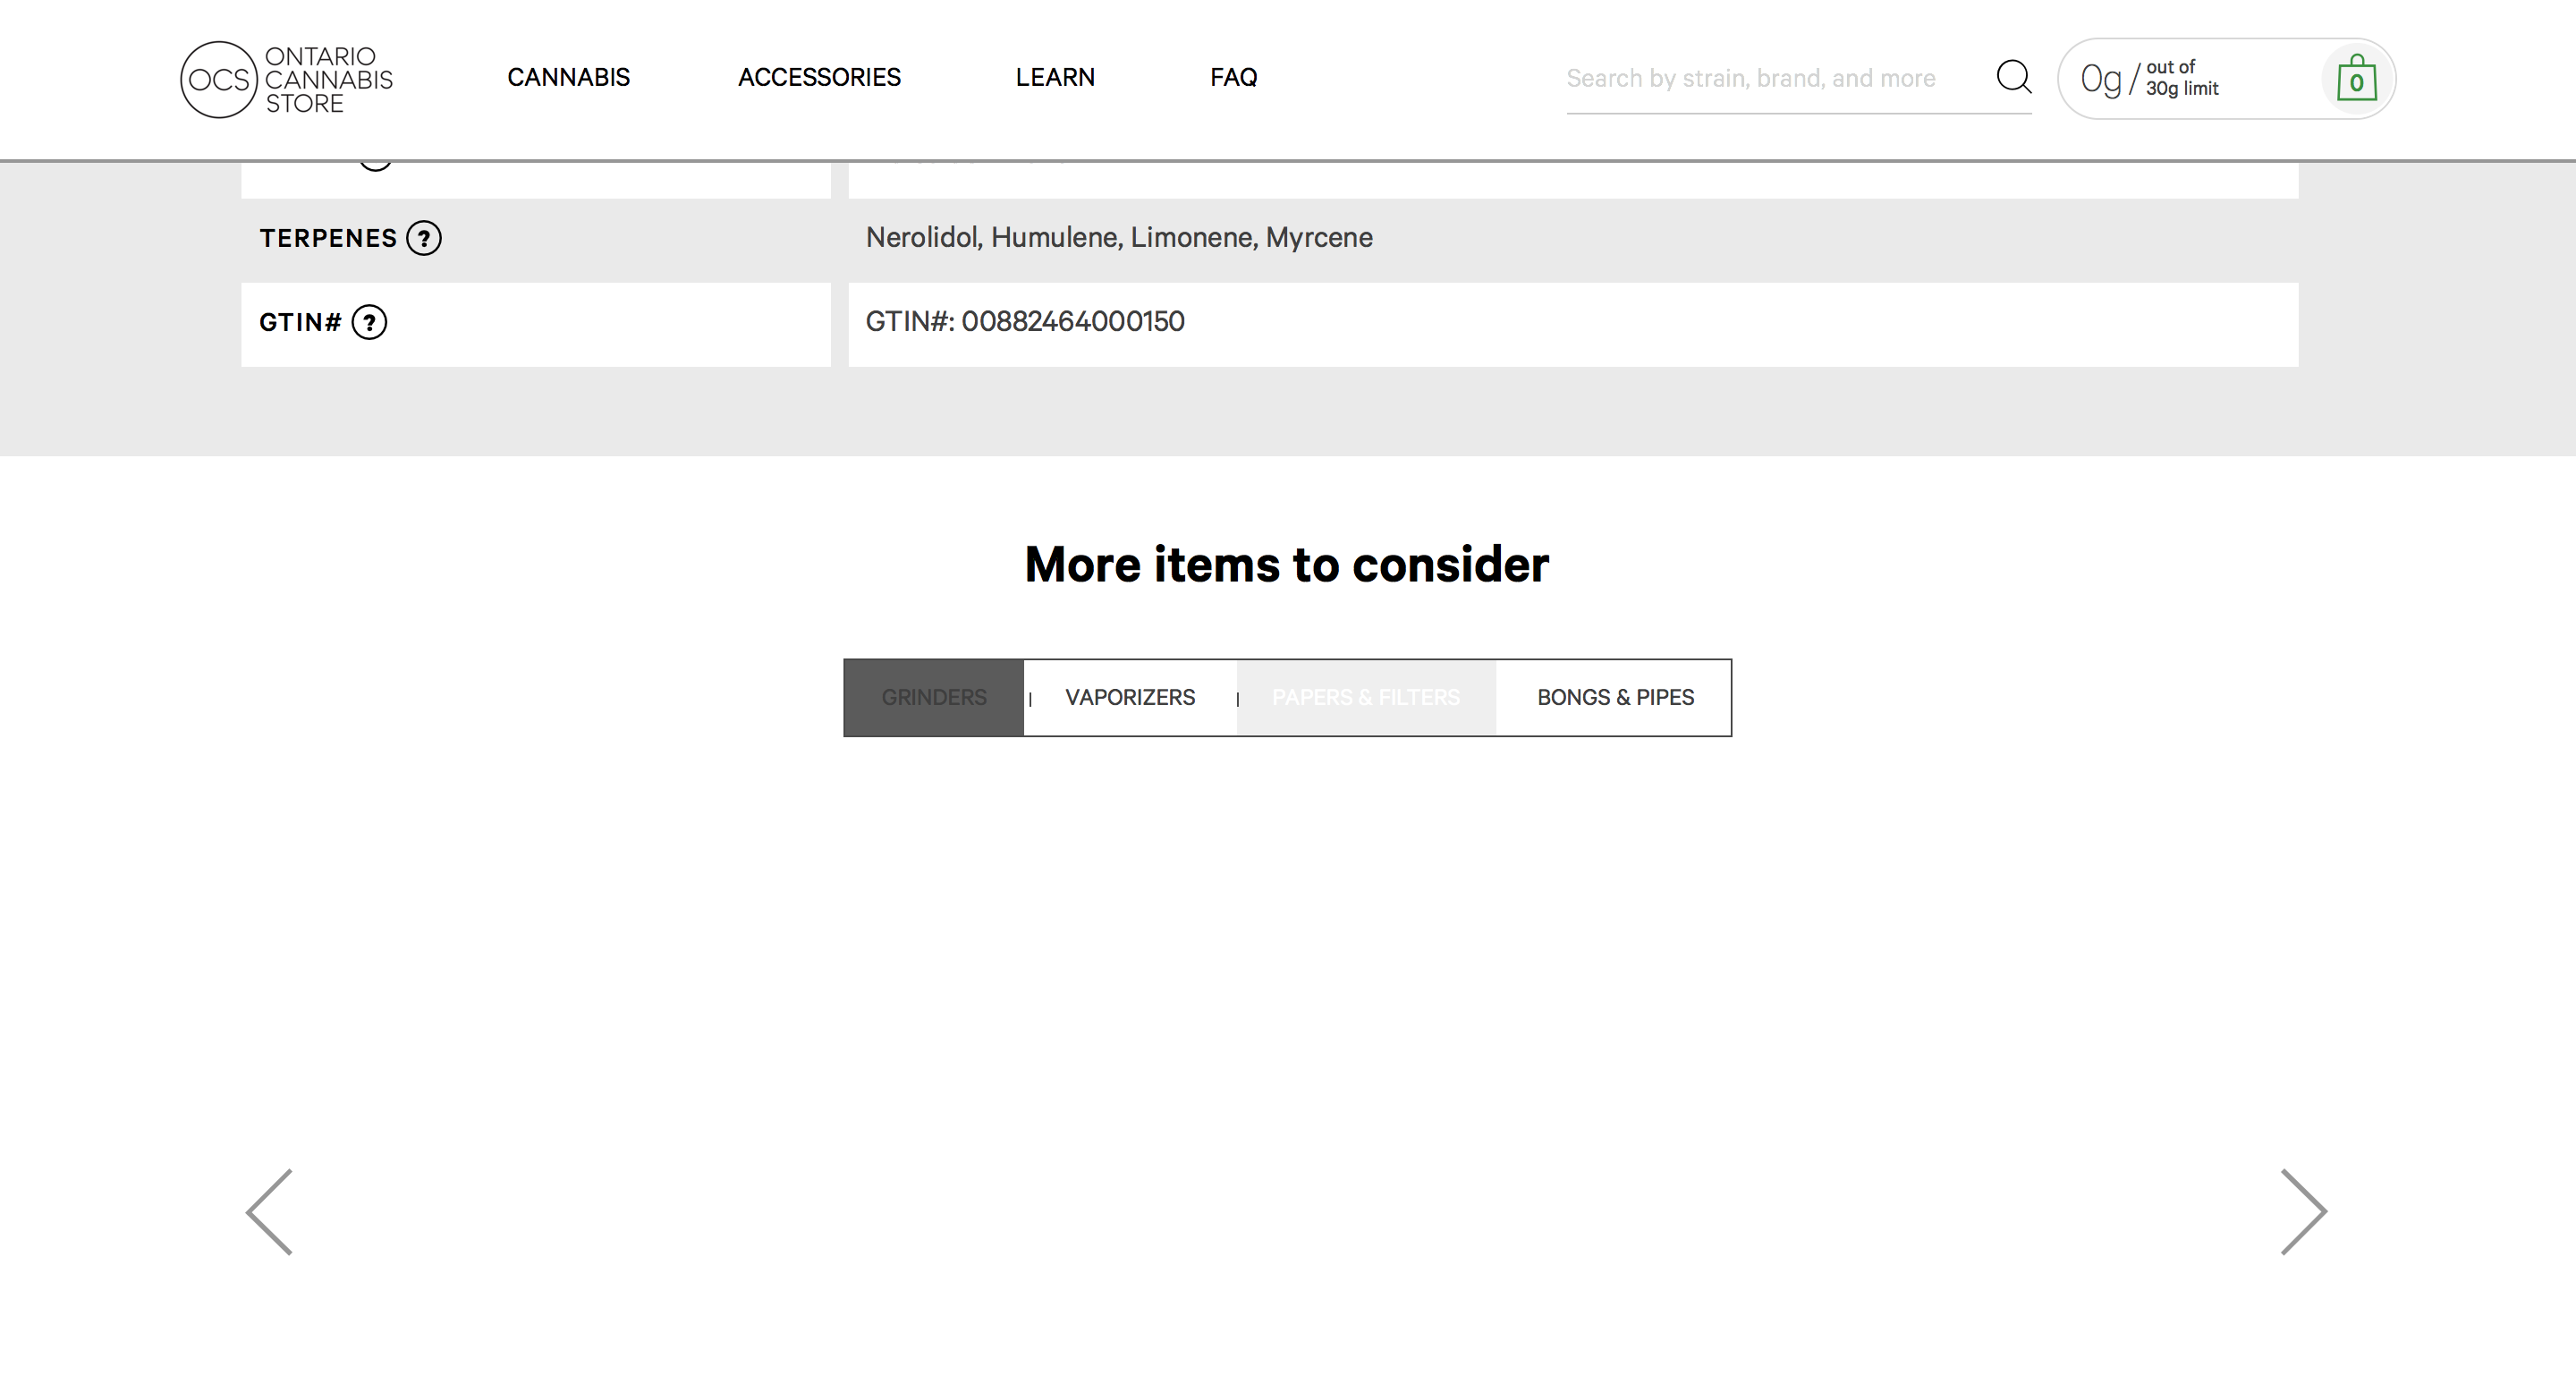 OCS
ONTARIO
CANNABIS
STORE
CANNABIS
ACCESSORIES
LEARN
FAQ
Search by strain, brand, and more
0g/
out of
30g limit
0
TERPENES ?
Nerolidol, Humulene, Limonene, Myrcene
GTIN# ?
GTIN#: 00882464000150
More items to consider
GRINDERS
VAPORIZERS
PAPERS & FILTERS
BONGS & PIPES